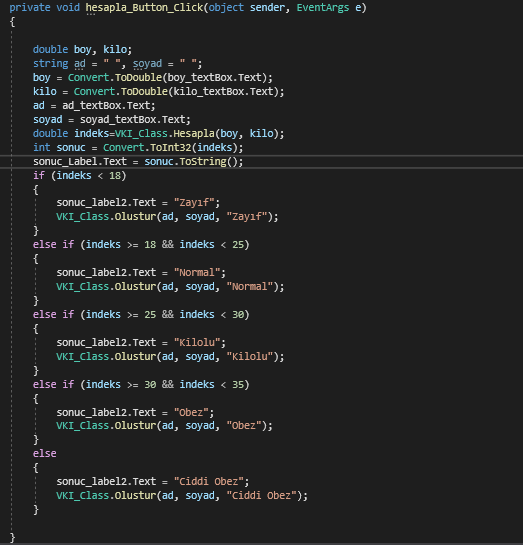 private void hesapla_Button_Click(object sender, EventArgs e)
{
double boy, kilo;
string ad = " ", soyad = " ";
boy = Convert.ToDouble(boy_textBox.Text);
kilo = Convert.ToDouble(kilo_textBox.Text);
ad = ad_textBox.Text;
soyad = soyad_textBox.Text;
double indeks=VKI_Class.Hesapla(boy, kilo);
int sonuc = Convert.ToInt32(indeks);
sonuc_Label.Text = sonuc.ToString();
if (indeks < 18)
{
sonuc_label2.Text = "Zayıf";
VKI_Class.Olustur(ad, soyad, "Zayıf");
}
else if (indeks >= 18 && indeks < 25)
{
sonuc_label2.Text = "Normal";
VKI_Class.Olustur(ad, soyad, "Normal");
}
else if (indeks >= 25 && indeks < 30)
{
sonuc_label2.Text = "Kilolu";
VKI_Class.Olustur(ad, soyad, "Kilolu");
}
else if (indeks >= 30 && indeks < 35)
{
sonuc_label2.Text = "Obez";
VKI_Class.Olustur(ad, soyad, "Obez");
}
else
{
sonuc_label2.Text = "Ciddi Obez";
VKI_Class.Olustur(ad, soyad, "Ciddi Obez");
}
}